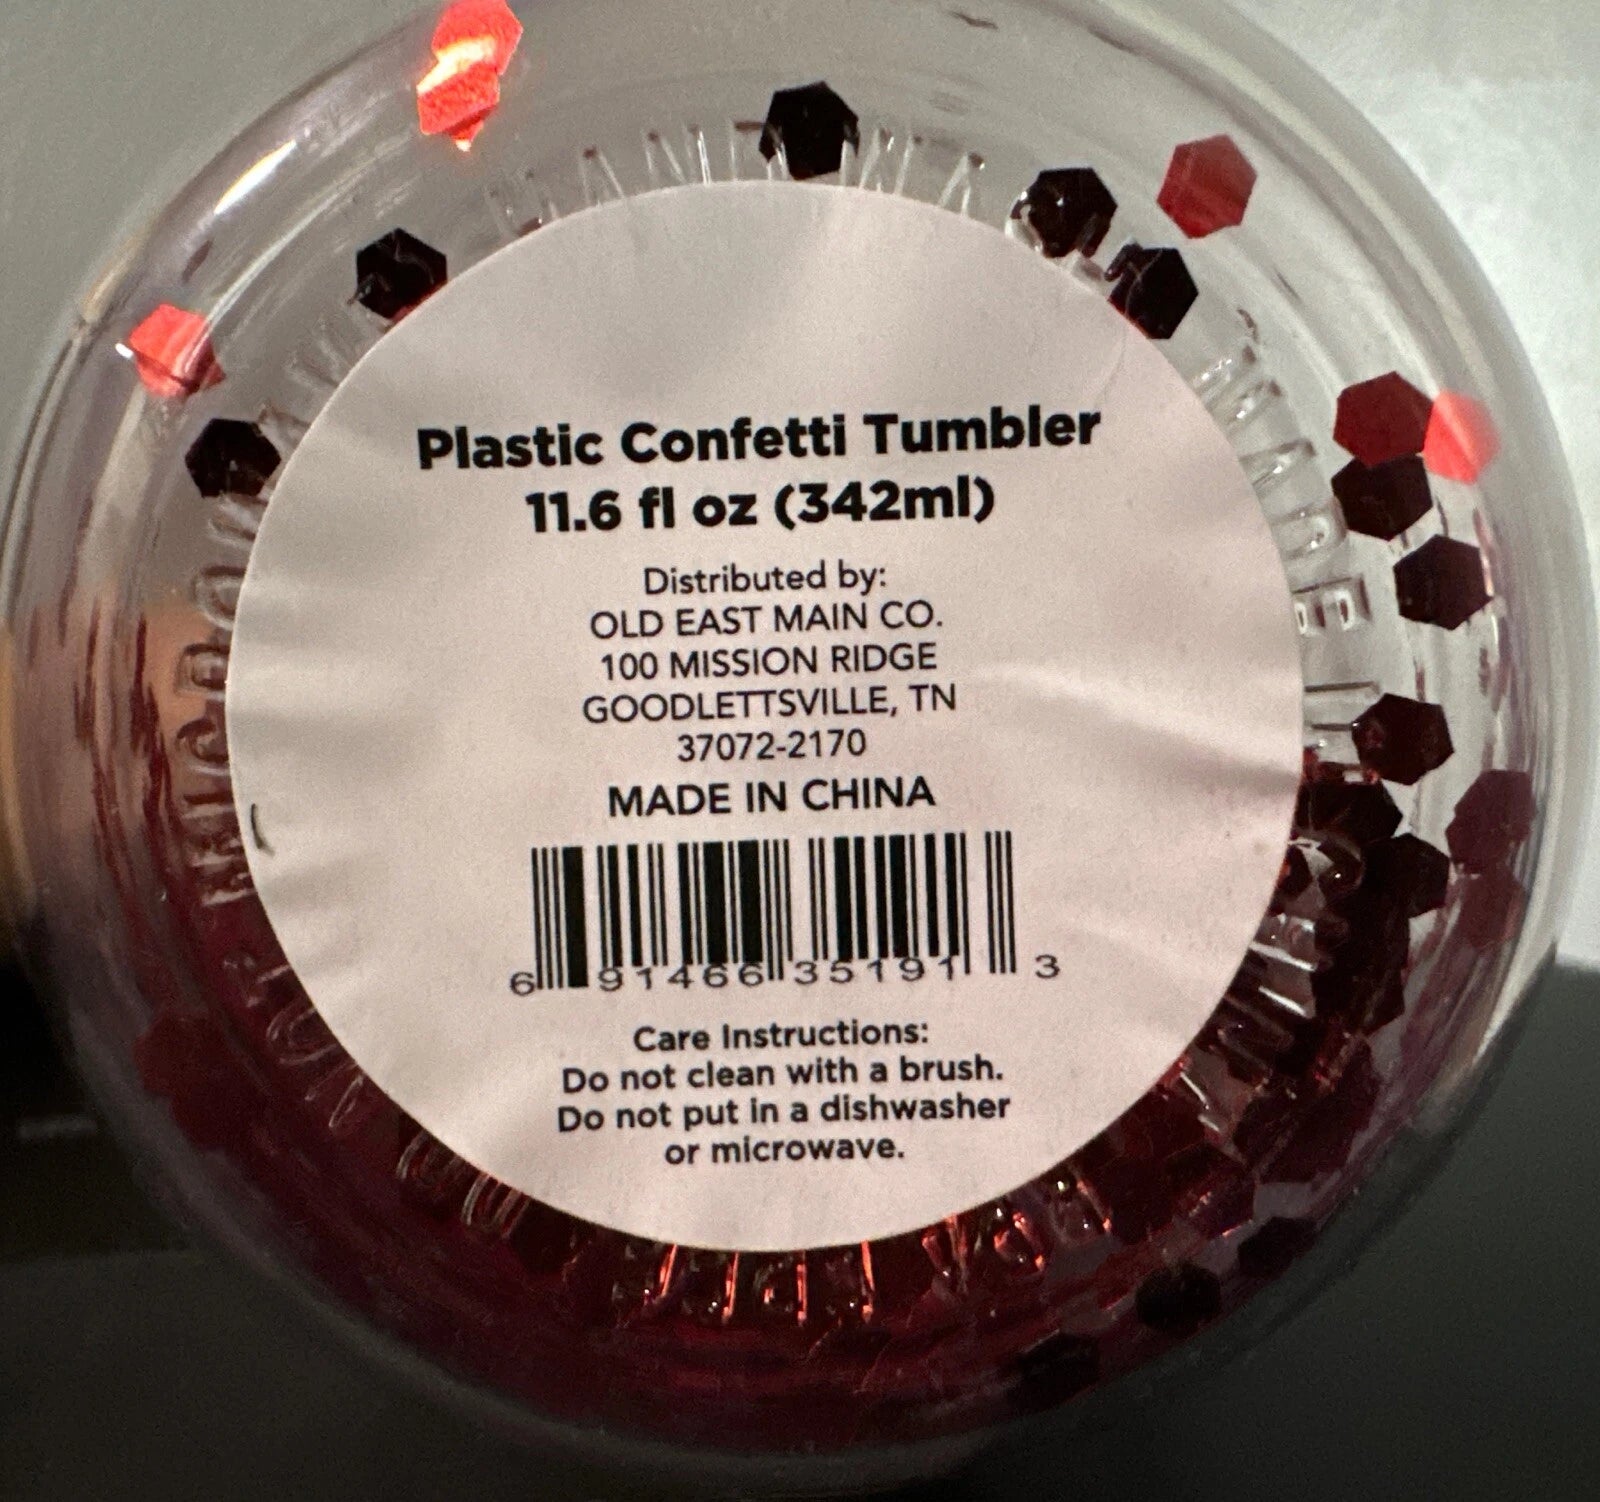 Plastic Confetti Tumbler
11.6 fl oz (342ml)
Distributed by:
OLD EAST MAIN CO.
100 MISSION RIDGE
GOODLETTSVILLE, TN
37072-2170
MADE IN CHINA
6 91466 35191 3
Care Instructions:
Do not clean with a brush.
Do not put in a dishwasher
or microwave.